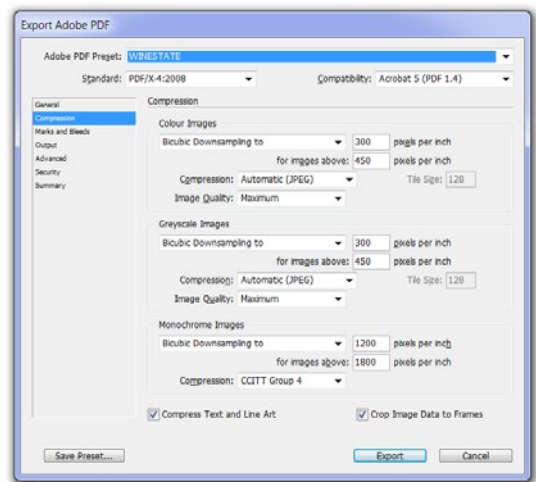 Export Adobe PDF
Adobe PDF Preset: WINESTATE
Standard: PDF/X-4:2008 Compatibility: Acrobat 5 (PDF 1.4)
General
Compression
Marks and Bleeds
Output
Advanced
Security
Summary
Compression
Colour Images
Bicubic Downsampling to 300 pixels per inch
for images above: 450 pixels per inch
Compression: Automatic (JPEG) Tile Size: 128
Image Quality: Maximum
Greyscale Images
Bicubic Downsampling to 300 pixels per inch
for images above: 450 pixels per inch
Compression: Automatic (JPEG) Tile Size: 128
Image Quality: Maximum
Monochrome Images
Bicubic Downsampling to 1200 pixels per inch
for images above: 1800 pixels per inch
Compression: CCITT Group 4
Compress Text and Line Art Crop Image Data to Frames
Save Preset... Export Cancel